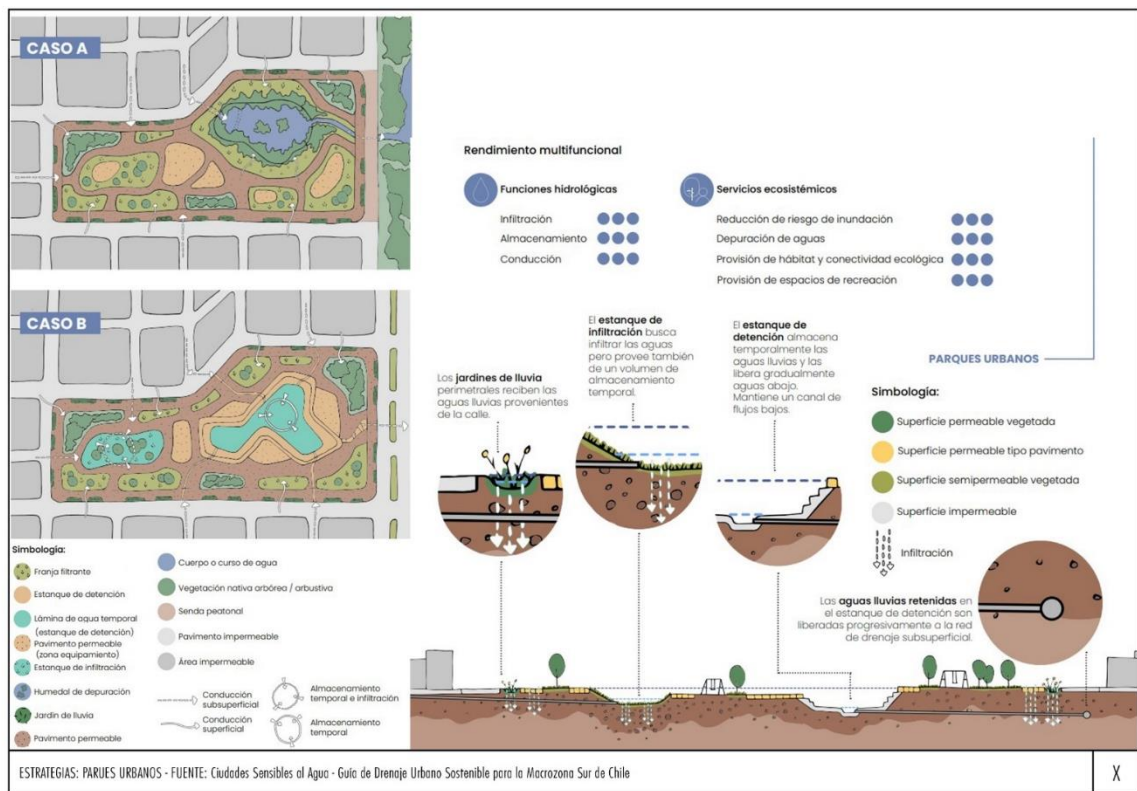 CASO A
CASO B
Simbología:
Franja filtrante
Estanque de detención
Lámina de agua temporal
(estanque de detención)
Pavimento permeable
(zona equipamiento)
Estanque de infiltración
Humedal de depuración
Jardín de lluvia
Pavimento permeable
Cuerpo o curso de agua
Vegetación nativa arbórea / arbustiva
Senda peatonal
Pavimento impermeable
Área impermeable
Conducción
subsuperficial
Conducción
superficial
Almacenamiento
temporal e infiltración
Almacenamiento
temporal
Rendimiento multifuncional
Funciones hidrológicas
Infiltración
Almacenamiento
Conducción
Servicios ecosistémicos
Reducción de riesgo de inundación
Depuración de aguas
Provisión de hábitat y conectividad ecológica
Provisión de espacios de recreación
Los jardines de lluvia
perimetrales reciben las
aguas lluvias provenientes
de la calle.
El estanque de
infiltración busca
infiltrar las aguas
pero provee también
de un volumen de
almacenamiento
temporal.
El estanque de
detención almacena
temporalmente las
aguas lluvias y las
libera gradualmente
aguas abajo.
Mantiene un canal de
flujos bajos.
PARQUES URBANOS
Simbología:
Superficie permeable vegetada
Superficie permeable tipo pavimento
Superficie semipermeable vegetada
Superficie impermeable
Infiltración
Las aguas lluvias retenidas en
el estanque de detención son
liberadas progresivamente a la red
de drenaje subsuperficial.
ESTRATEGIAS: PARUES URBANOS - FUENTE: Ciudades Sensibles al Agua - Guía de Drenaje Urbano Sostenible para la Macrozona Sur de Chile
X